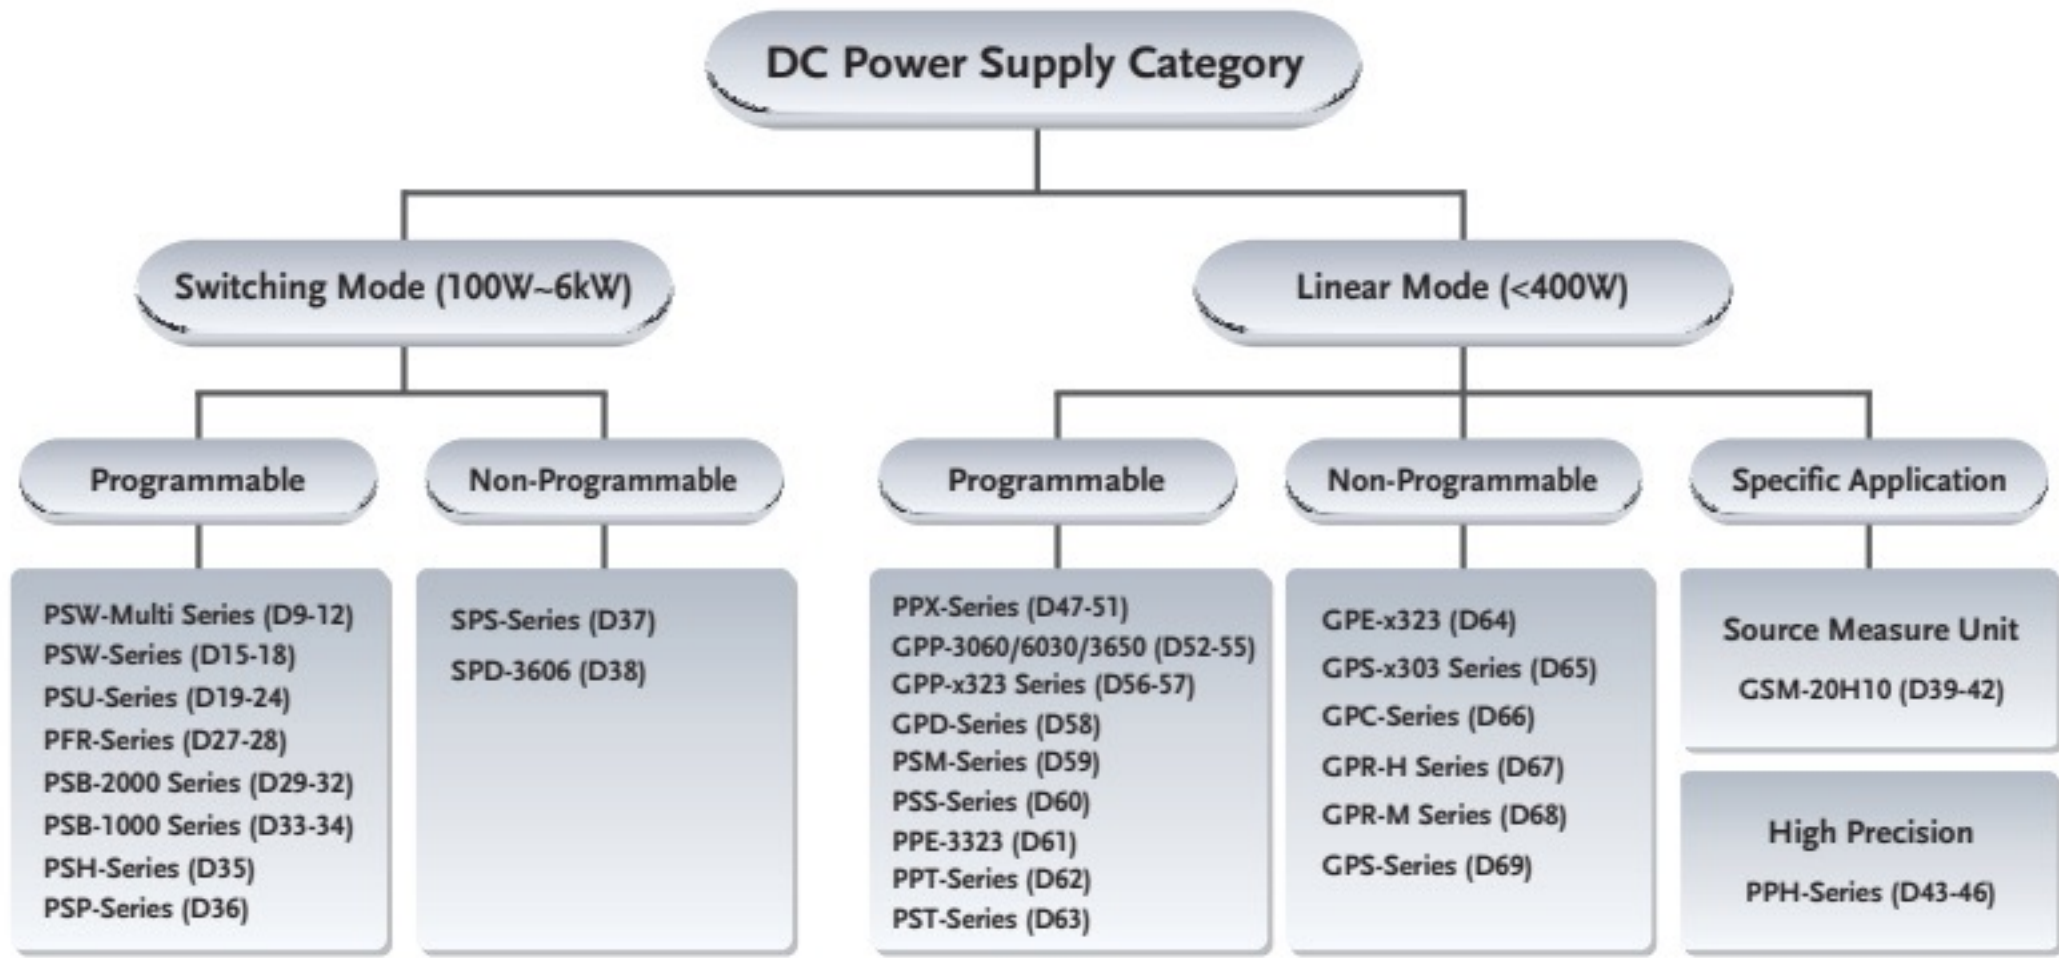 DC Power Supply Category
Switching Mode (100W~6kW)
Linear Mode (<400W)
Programmable
Non-Programmable
Programmable
Non-Programmable
Specific Application
PSW-Multi Series (D9-12)
PSW-Series (D15-18)
PSU-Series (D19-24)
PFR-Series (D27-28)
PSB-2000 Series (D29-32)
PSB-1000 Series (D33-34)
PSH-Series (D35)
PSP-Series (D36)
SPS-Series (D37)
SPD-3606 (D38)
PPX-Series (D47-51)
GPP-3060/6030/3650 (D52-55)
GPP-x323 Series (D56-57)
GPD-Series (D58)
PSM-Series (D59)
PSS-Series (D60)
PPE-3323 (D61)
PPT-Series (D62)
PST-Series (D63)
GPE-x323 (D64)
GPS-x303 Series (D65)
GPC-Series (D66)
GPR-H Series (D67)
GPR-M Series (D68)
GPS-Series (D69)
Source Measure Unit
GSM-20H10 (D39-42)
High Precision
PPH-Series (D43-46)